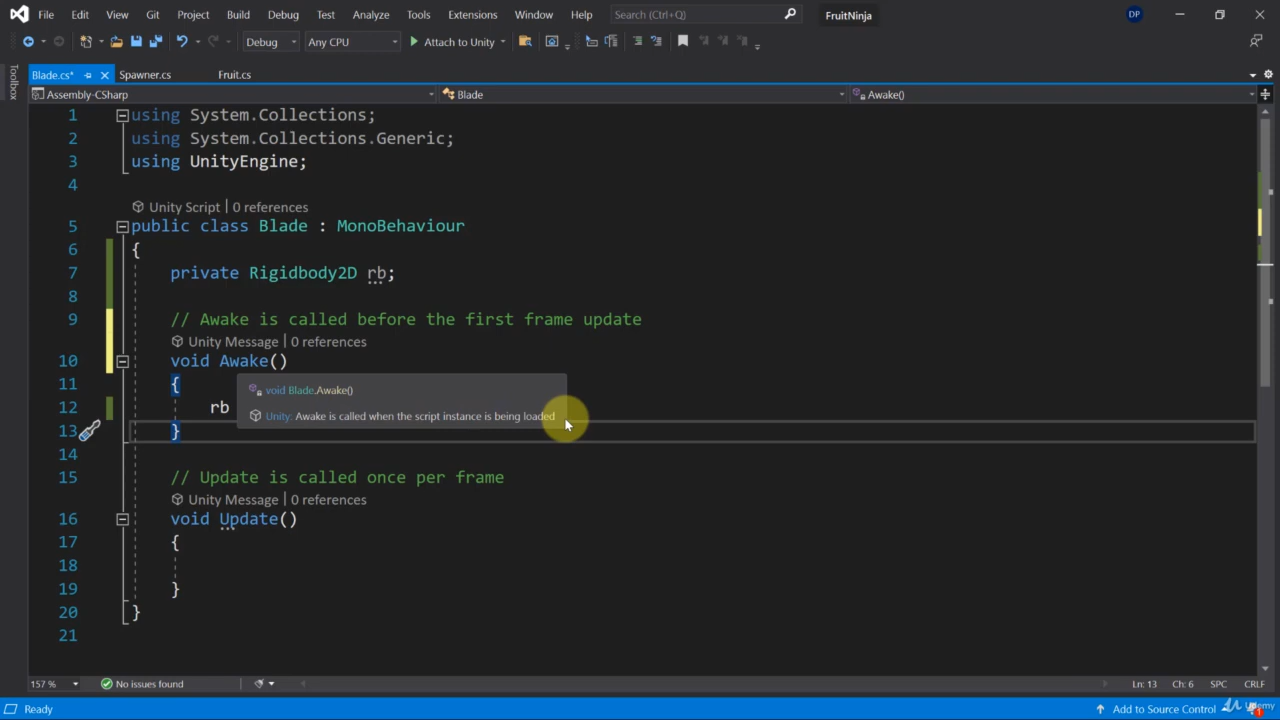 File Edit View Git Project Build Debug Test Analyze Tools Extensions Window Help Search (Ctrl+Q) FruitNinja DP
Debug Any CPU Attach to Unity
Toolbox
Blade.cs* Spawner.cs Fruit.cs
Assembly-CSharp Blade Awake()
1 using System.Collections;
2 using System.Collections.Generic;
3 using UnityEngine;
4
Unity Script | 0 references
5 public class Blade : MonoBehaviour
6 {
7 private Rigidbody2D rb;
8
9 // Awake is called before the first frame update
Unity Message | 0 references
10 void Awake()
11 {
void Blade.Awake()
12 rb
Unity: Awake is called when the script instance is being loaded
13 }
14
15 // Update is called once per frame
Unity Message | 0 references
16 void Update()
17 {
18
19 }
20 }
21
157 % No issues found Ln: 13 Ch: 6 SPC CRLF
Ready Add to Source Control 1
Udemy